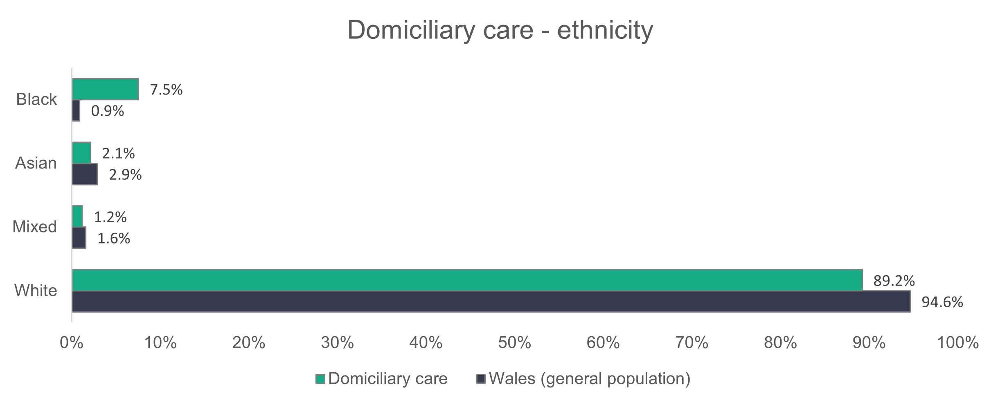 Domiciliary care - ethnicity
Black
7.5%
0.9%
Asian
2.1%
2.9%
Mixed
1.2%
1.6%
White
89.2%
94.6%
0% 10% 20% 30% 40% 50% 60% 70% 80% 90% 100%
Domiciliary care Wales (general population)